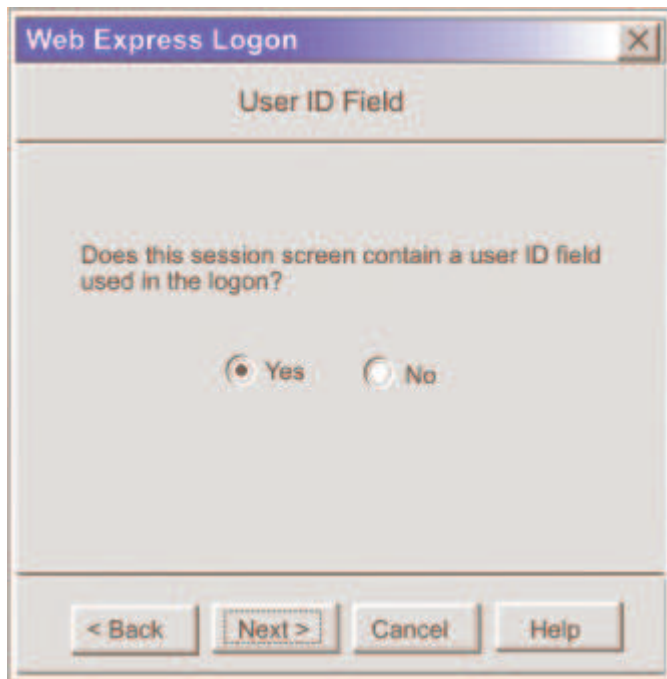 Web Express Logon
User ID Field
Does this session screen contain a user ID field
used in the logon?
Yes No
< Back Next > Cancel Help